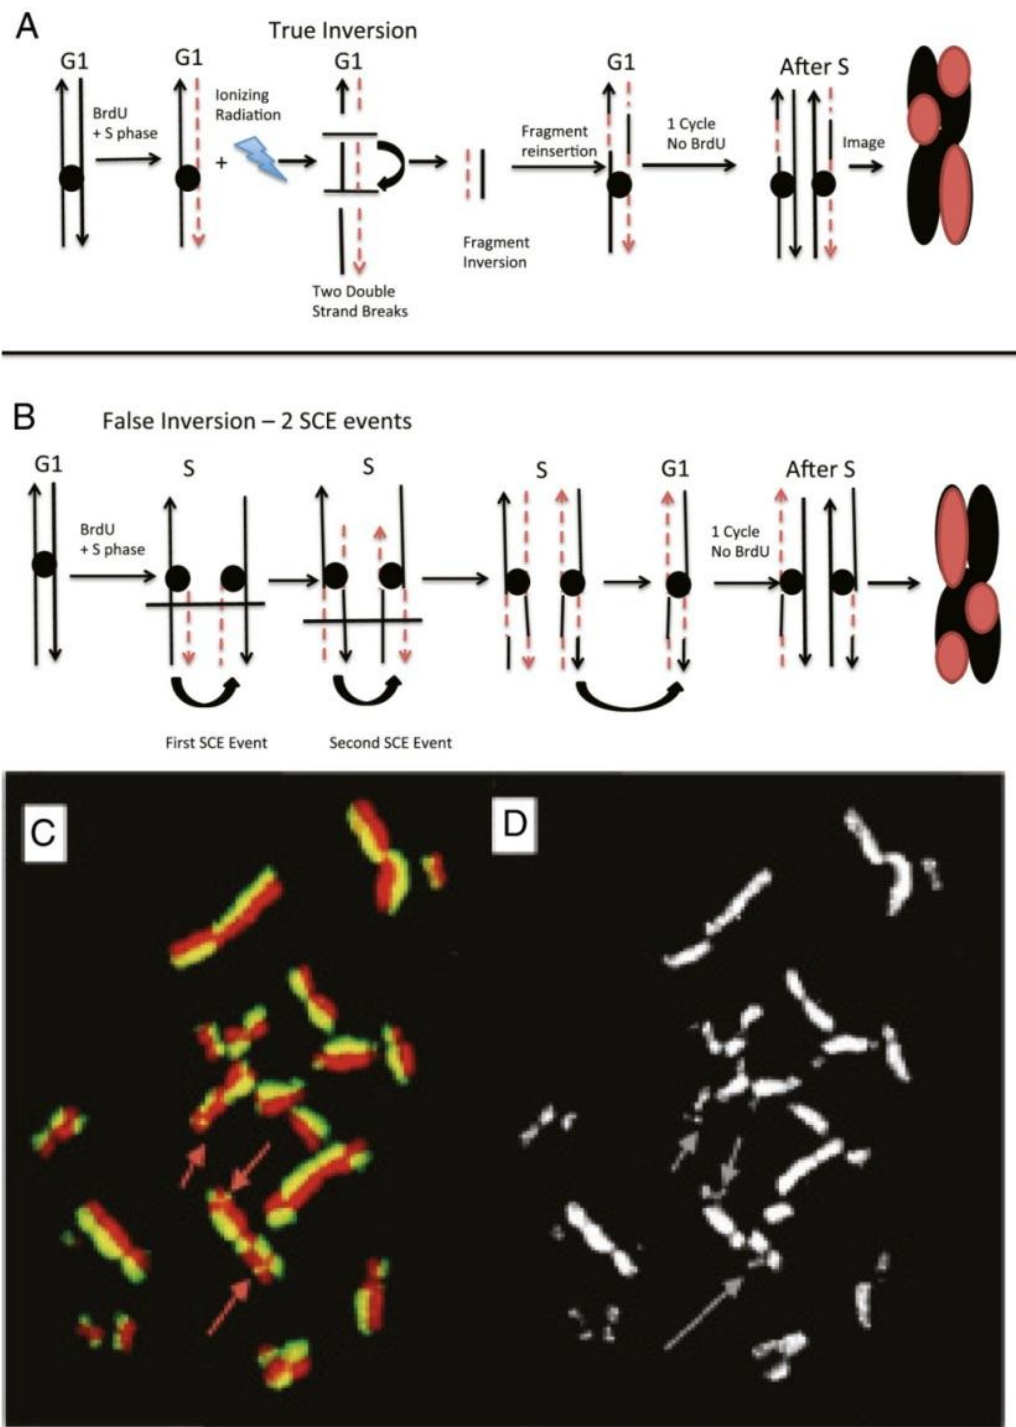 A
True Inversion
G1
G1
G1
G1
After S
BrdU
+ S phase
+
Ionizing
Radiation
Fragment
reinsertion
1 Cycle
No BrdU
Image
Fragment
Inversion
Two Double
Strand Breaks
B
False Inversion – 2 SCE events
G1
S
S
S
G1
After S
BrdU
+ S phase
1 Cycle
No BrdU
First SCE Event
Second SCE Event
C
D